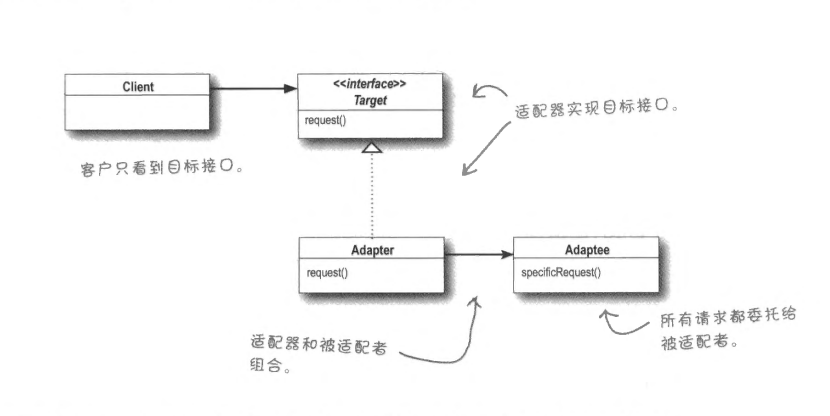 Client
<<interface>>
Target
request()
适配器实现目标接口。
客户只看到目标接口。
Adapter
request()
Adaptee
specificRequest()
适配器和被适配者
组合。
所有请求都委托给
被适配者。